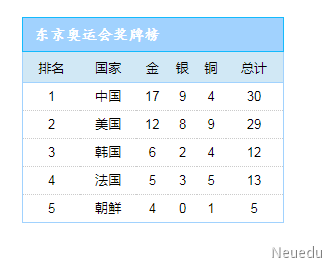 东京奥运会奖牌榜
排名 国家 金 银 铜 总计
1 中国 17 9 4 30
2 美国 12 8 9 29
3 韩国 6 2 4 12
4 法国 5 3 5 13
5 朝鲜 4 0 1 5
Neuedu